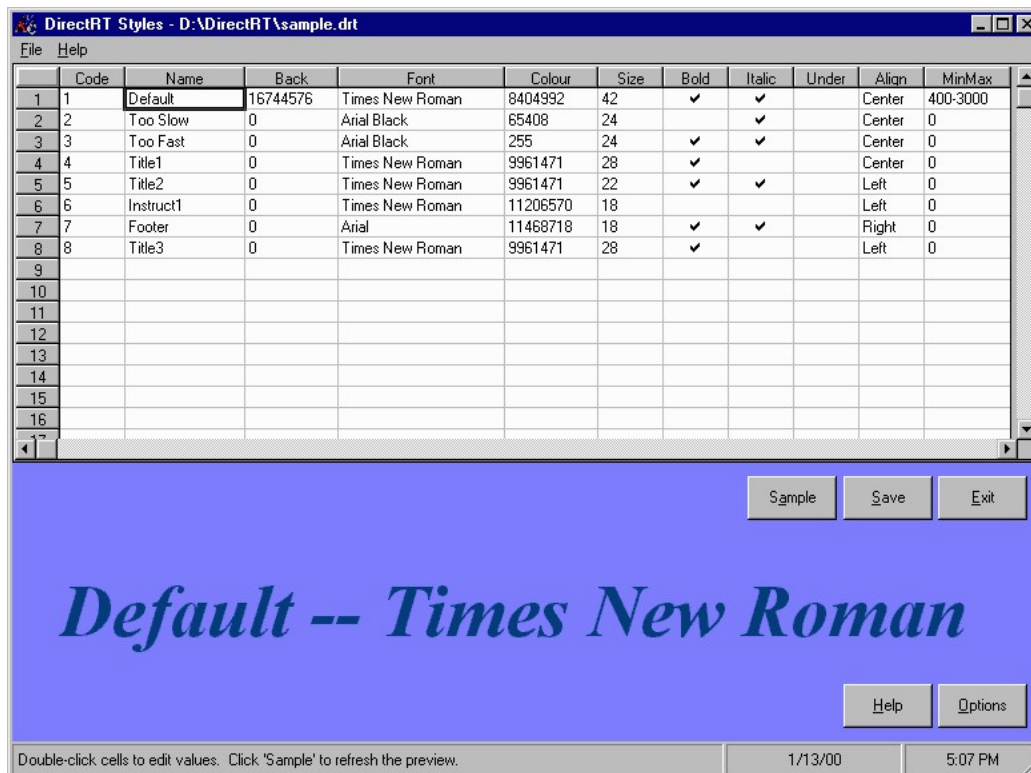 DirectRT Styles - D:\DirectRT\sample.drt
File Help
Code Name Back Font Colour Size Bold Italic Under Align MinMax
1 1 Default 16744576 Times New Roman 8404992 42 ✔ ✔ Center 400-3000
2 2 Too Slow 0 Arial Black 65408 24 ✔ Center 0
3 3 Too Fast 0 Arial Black 255 24 ✔ ✔ Center 0
4 4 Title1 0 Times New Roman 9961471 28 ✔ Center 0
5 5 Title2 0 Times New Roman 9961471 22 ✔ ✔ Left 0
6 6 Instruct1 0 Times New Roman 11206570 18 Left 0
7 7 Footer 0 Arial 11468718 18 ✔ ✔ Right 0
8 8 Title3 0 Times New Roman 9961471 28 ✔ Left 0
9
10
11
12
13
14
15
16
17
Sample Save Exit
Default -- Times New Roman
Help Options
Double-click cells to edit values. Click 'Sample' to refresh the preview. 1/13/00 5:07 PM